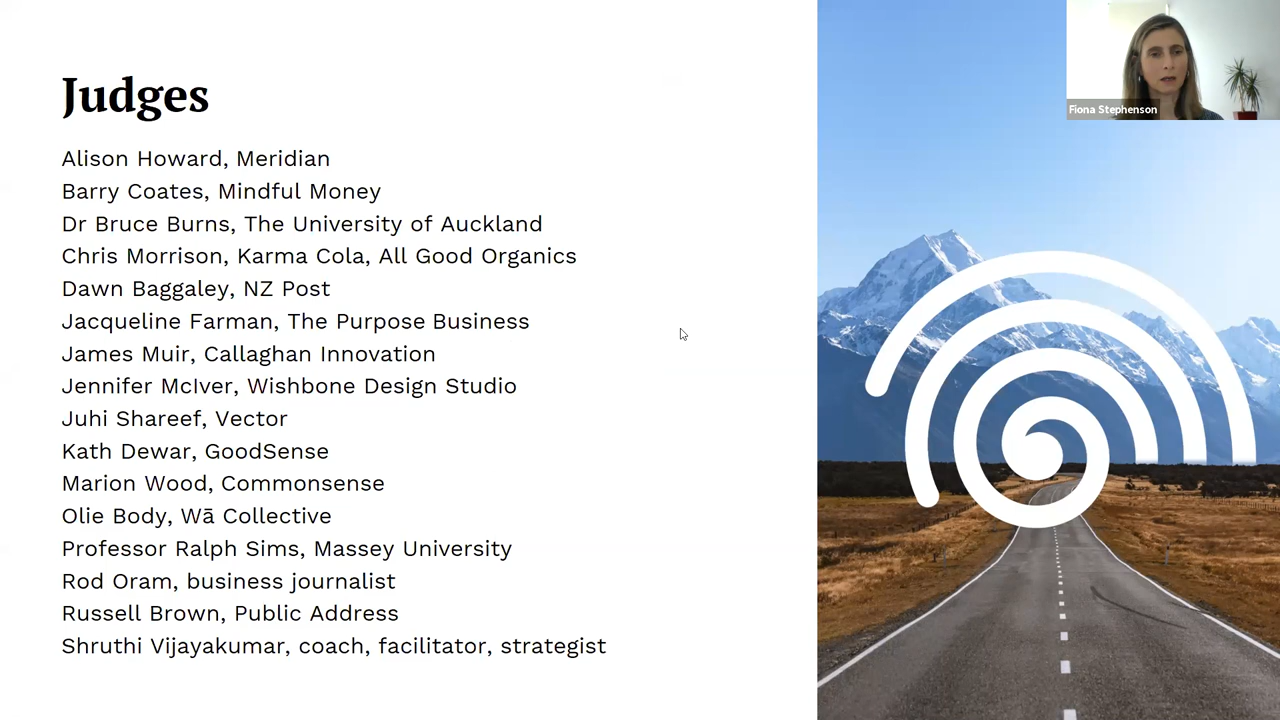 Judges
Alison Howard, Meridian
Barry Coates, Mindful Money
Dr Bruce Burns, The University of Auckland
Chris Morrison, Karma Cola, All Good Organics
Dawn Baggaley, NZ Post
Jacqueline Farman, The Purpose Business
James Muir, Callaghan Innovation
Jennifer McIver, Wishbone Design Studio
Juhi Shareef, Vector
Kath Dewar, GoodSense
Marion Wood, Commonsense
Olie Body, Wā Collective
Professor Ralph Sims, Massey University
Rod Oram, business journalist
Russell Brown, Public Address
Shruthi Vijayakumar, coach, facilitator, strategist
Fiona Stephenson